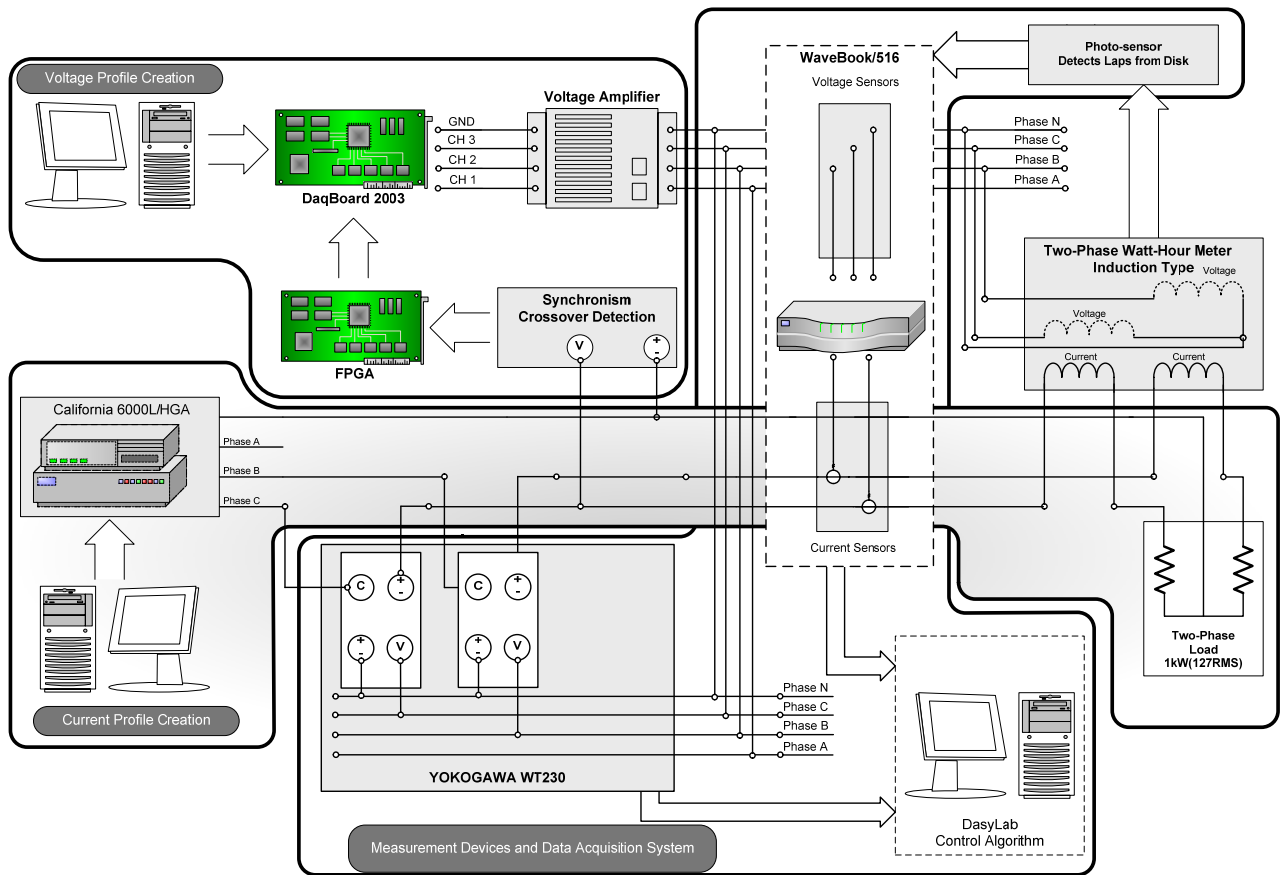 Voltage Profile Creation
DaqBoard 2003
GND
CH 3
CH 2
CH 1
Voltage Amplifier
WaveBook/516
Voltage Sensors
Photo-sensor
Detects Laps from Disk
Phase N
Phase C
Phase B
Phase A
Two-Phase Watt-Hour Meter
Induction Type
Voltage
Voltage
Current
Current
FPGA
Synchronism
Crossover Detection
V
+
-
California 6000L/HGA
Phase A
Phase B
Phase C
Current Sensors
C
+
-
C
+
-
+
-
V
+
-
V
Two-Phase
Load
1kW(127RMS)
Current Profile Creation
Phase N
Phase C
Phase B
Phase A
YOKOGAWA WT230
DasyLab
Control Algorithm
Measurement Devices and Data Acquisition System